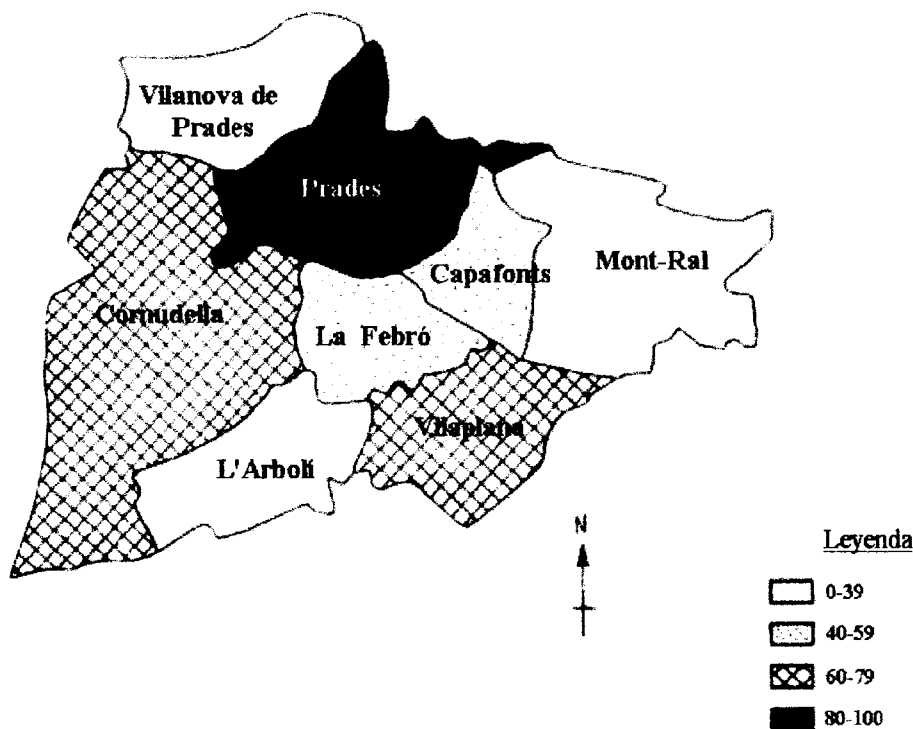 Vilanova de
Prades
Prades
Capafonts
Mont-Ral
Cornudella
La Febró
Vilaplana
L'Arbolí
N
Leyenda
0-39
40-59
60-79
80-100